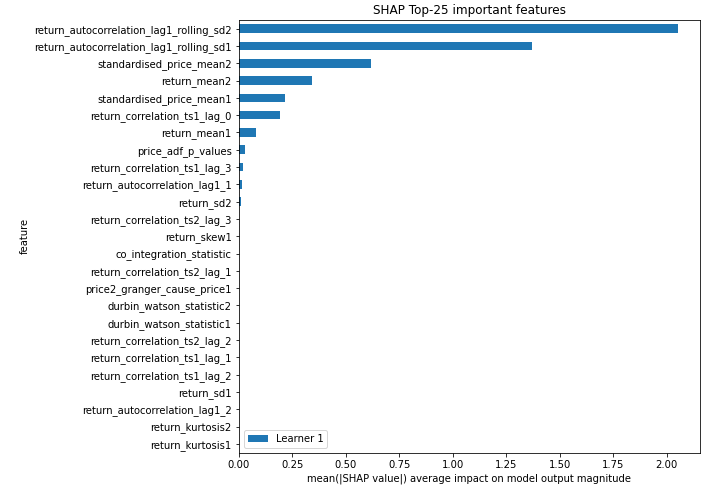 SHAP Top-25 important features
return_autocorrelation_lag1_rolling_sd2
return_autocorrelation_lag1_rolling_sd1
standardised_price_mean2
return_mean2
standardised_price_mean1
return_correlation_ts1_lag_0
return_mean1
price_adf_p_values
return_correlation_ts1_lag_3
return_autocorrelation_lag1_1
return_sd2
return_correlation_ts2_lag_3
return_skew1
co_integration_statistic
return_correlation_ts2_lag_1
price2_granger_cause_price1
durbin_watson_statistic2
durbin_watson_statistic1
return_correlation_ts2_lag_2
return_correlation_ts1_lag_1
return_correlation_ts1_lag_2
return_sd1
return_autocorrelation_lag1_2
return_kurtosis2
return_kurtosis1
feature
Learner 1
0.00 0.25 0.50 0.75 1.00 1.25 1.50 1.75 2.00
mean(|SHAP value|) average impact on model output magnitude